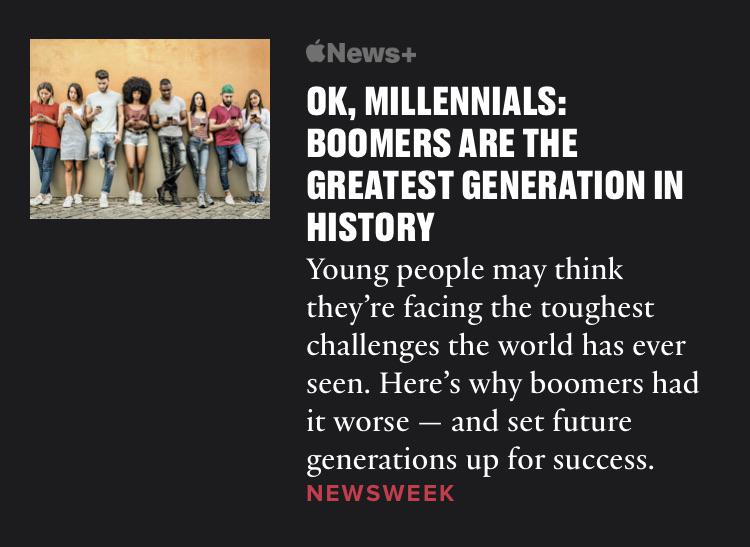 News+
OK, MILLENNIALS:
BOOMERS ARE THE
GREATEST GENERATION IN
HISTORY
Young people may think
they’re facing the toughest
challenges the world has ever
seen. Here’s why boomers had
it worse — and set future
generations up for success.
NEWSWEEK